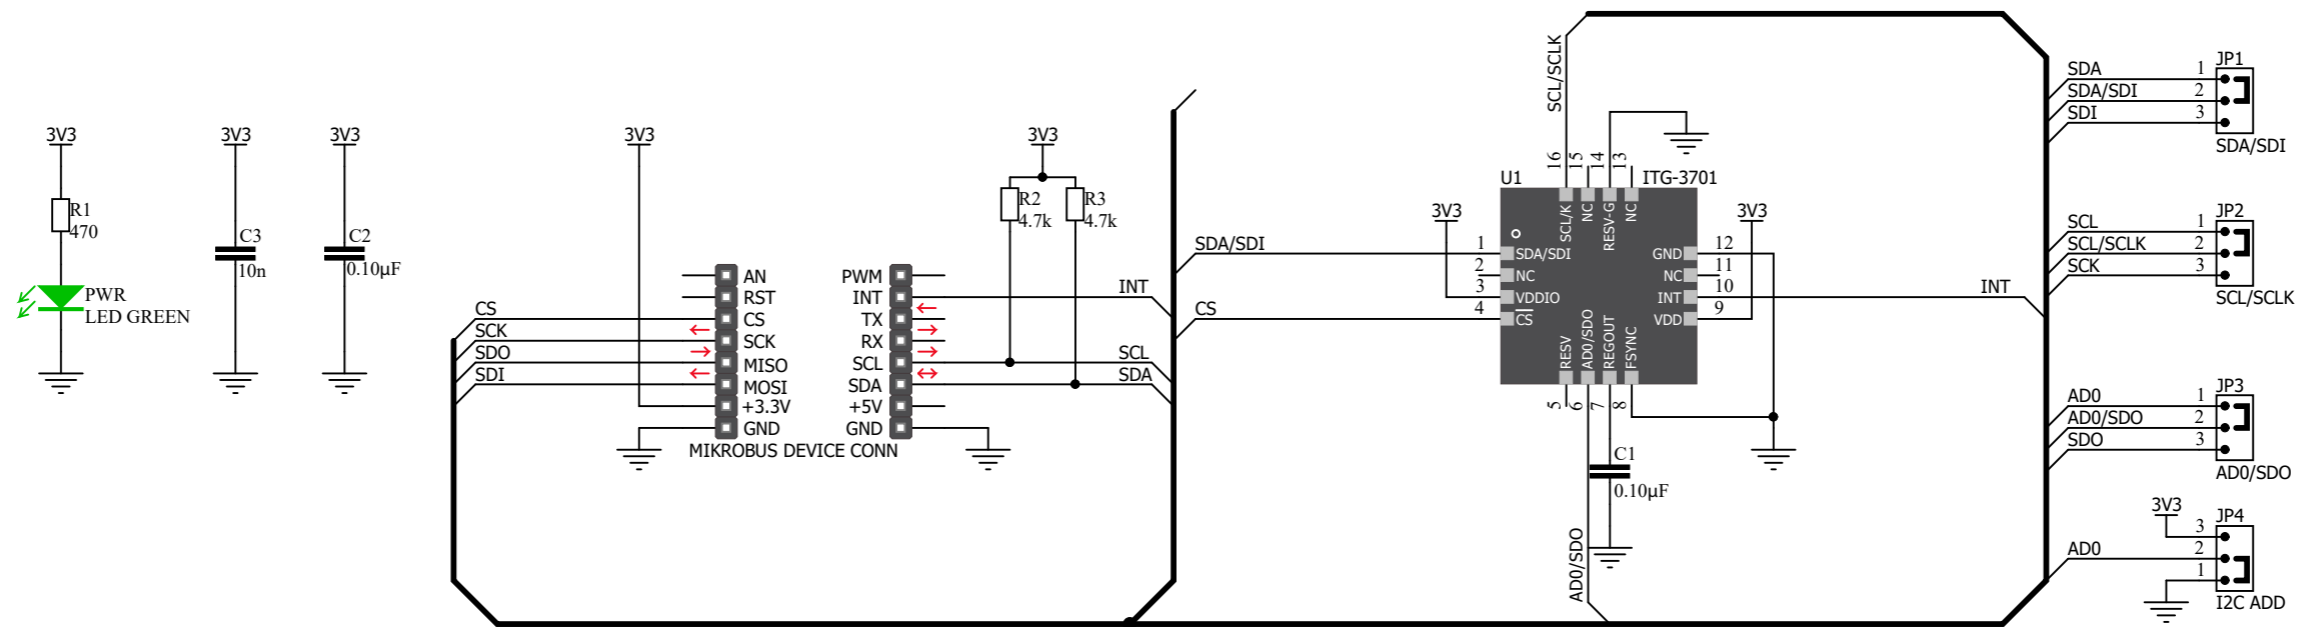 3V3
R1
470
PWR
LED GREEN
3V3
C3
10n
3V3
C2
0.10µF
3V3
CS
SCK
SDO
SDI
AN
RST
CS
SCK
MISO
MOSI
+3.3V
GND
PWM
INT
TX
RX
SCL
SDA
+5V
GND
MIKROBUS DEVICE CONN
3V3
R2
4.7k
R3
4.7k
INT
SCL
SDA
SDA/SDI
CS
SCL/SCLK
U1
ITG-3701
3V3
3V3
16
15
14
13
SCL/K
NC
RESV-G
NC
1
2
3
4
SDA/SDI
NC
VDDIO
CS
GND
NC
INT
VDD
12
11
10
9
RESV
AD0/SDO
REGOUT
FSYNC
5
6
7
8
C1
0.10µF
AD0/SDO
INT
JP1
SDA 1
SDA/SDI 2
SDI 3
SDA/SDI
JP2
SCL 1
SCL/SCLK 2
SCK 3
SCL/SCLK
JP3
AD0 1
AD0/SDO 2
SDO 3
AD0/SDO
3V3
JP4
3
AD0 2
1
I2C ADD